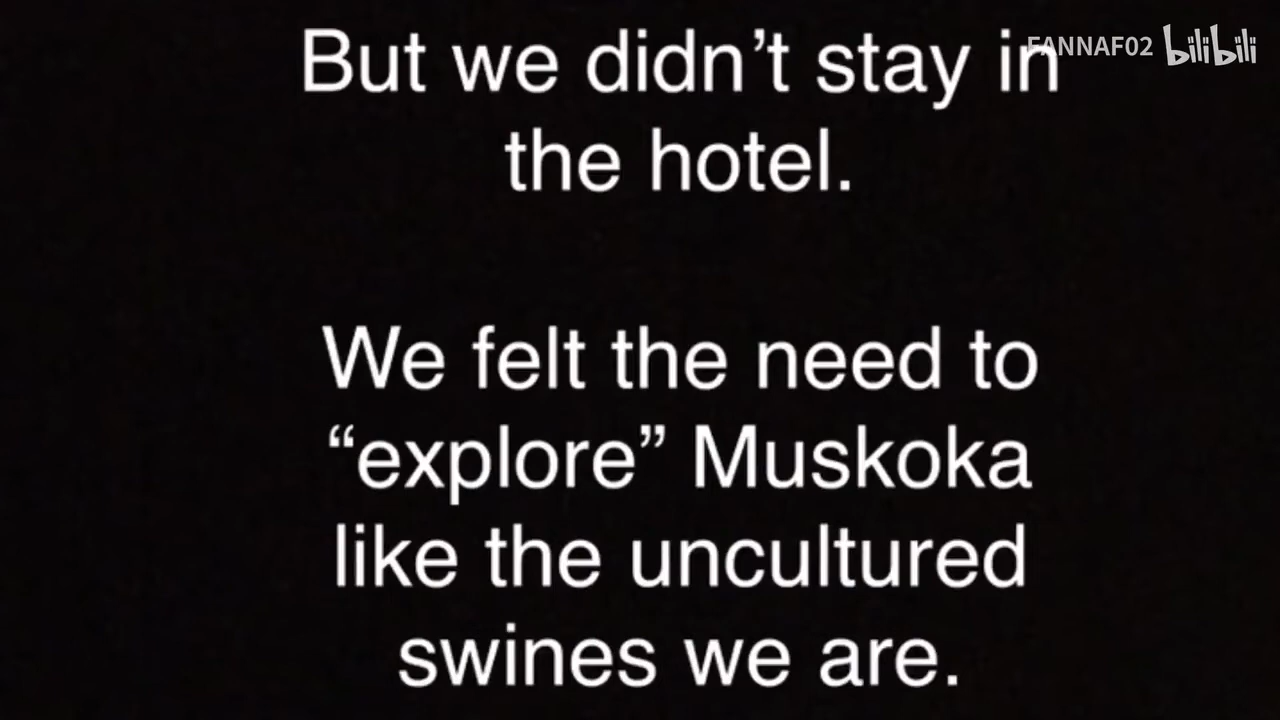 But we didn’t stay in
FANNAF02 bilibili
the hotel.
We felt the need to
“explore” Muskoka
like the uncultured
swines we are.